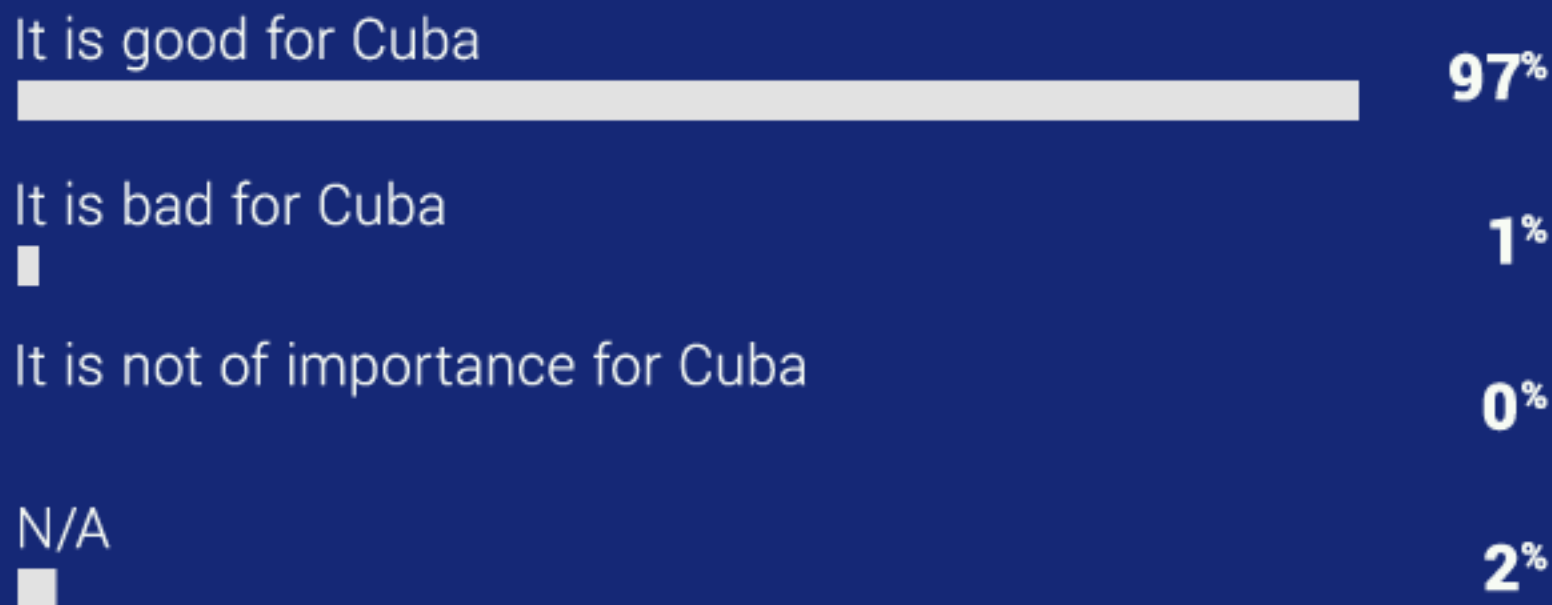 It is good for Cuba
97%
It is bad for Cuba
1%
It is not of importance for Cuba
0%
N/A
2%